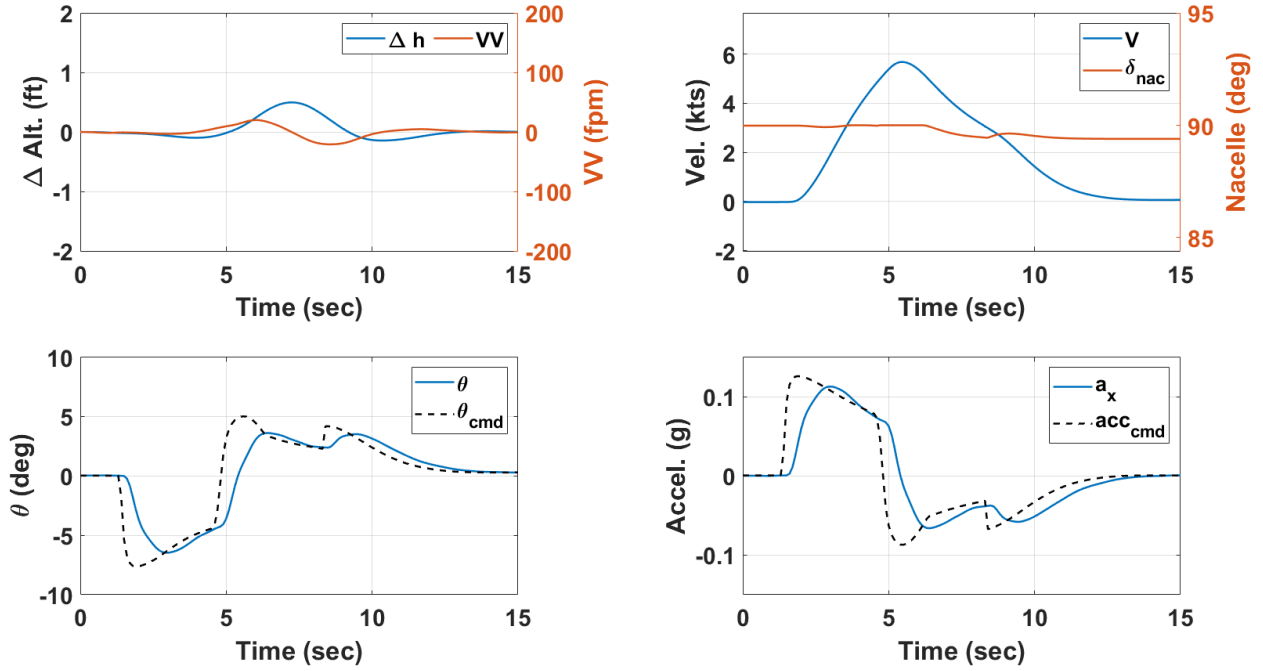 2
1
0
-1
-2
Δ Alt. (ft)
Δ h
VV
200
100
0
-100
-200
VV (fpm)
0
5
10
15
Time (sec)
6
4
2
0
-2
Vel. (kts)
V
δnac
95
90
85
Nacelle (deg)
0
5
10
15
Time (sec)
10
5
0
-5
-10
θ (deg)
θ
θcmd
0
5
10
15
Time (sec)
0.1
0
-0.1
Accel. (g)
ax
acccmd
0
5
10
15
Time (sec)